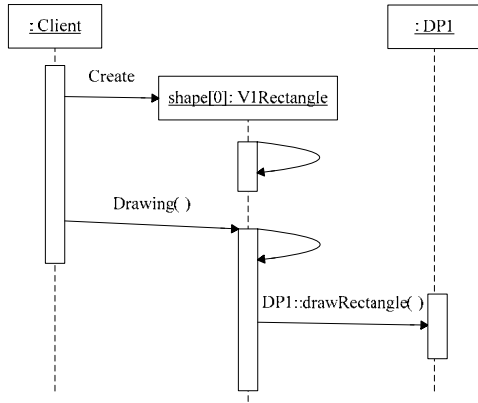 : Client
: DP1
Create
shape[0]: V1Rectangle
Drawing( )
DP1::drawRectangle( )